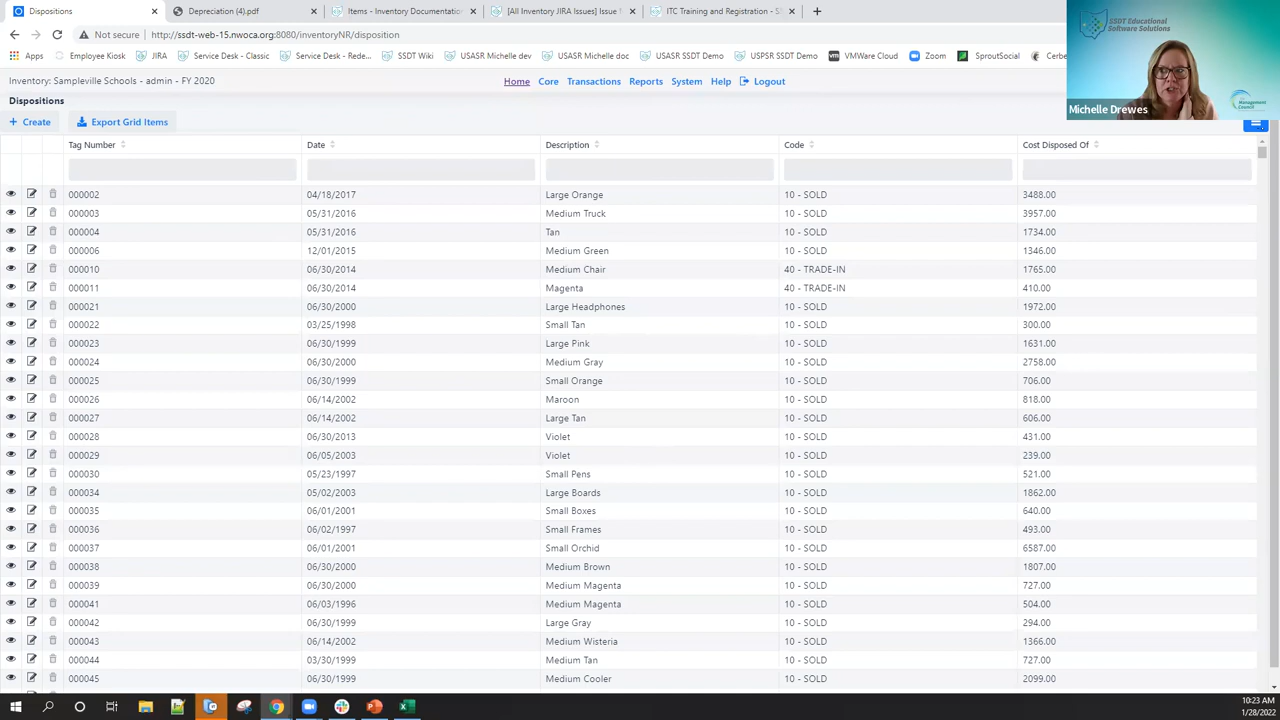 Dispositions
Depreciation (4).pdf
Items - Inventory Documentation
[All Inventory JIRA Issues] Issue
ITC Training and Registration - SS
Not secure
http://ssdt-web-15.nwoca.org:8080/inventoryNR/disposition
Apps
Employee Kiosk
JIRA
Service Desk - Classic
Service Desk - Rede...
SSDT Wiki
USASR Michelle dev
USASR Michelle doc
USASR SSDT Demo
USPSR SSDT Demo
VMWare Cloud
Zoom
SproutSocial
Cerbe
SSDT Educational
Software Solutions
Michelle Drewes
Management
Council
Inventory: Sampleville Schools - admin - FY 2020
Home
Core
Transactions
Reports
System
Help
Logout
Dispositions
Create
Export Grid Items
Tag Number Date Description Code Cost Disposed Of
000002 04/18/2017 Large Orange 10 - SOLD 3488.00
000003 05/31/2016 Medium Truck 10 - SOLD 3957.00
000004 05/31/2016 Tan 10 - SOLD 1734.00
000006 12/01/2015 Medium Green 10 - SOLD 1346.00
000010 06/30/2014 Medium Chair 40 - TRADE-IN 1765.00
000011 06/30/2014 Magenta 40 - TRADE-IN 410.00
000021 06/30/2000 Large Headphones 10 - SOLD 1972.00
000022 03/25/1998 Small Tan 10 - SOLD 300.00
000023 06/30/1999 Large Pink 10 - SOLD 1631.00
000024 06/30/2000 Medium Gray 10 - SOLD 2758.00
000025 06/30/1999 Small Orange 10 - SOLD 706.00
000026 06/14/2002 Maroon 10 - SOLD 818.00
000027 06/14/2002 Large Tan 10 - SOLD 606.00
000028 06/30/2013 Violet 10 - SOLD 431.00
000029 06/05/2003 Violet 10 - SOLD 239.00
000030 05/23/1997 Small Pens 10 - SOLD 521.00
000034 05/02/2003 Large Boards 10 - SOLD 1862.00
000035 06/01/2001 Small Boxes 10 - SOLD 640.00
000036 06/02/1997 Small Frames 10 - SOLD 493.00
000037 06/01/2001 Small Orchid 10 - SOLD 6587.00
000038 06/30/2000 Medium Brown 10 - SOLD 1807.00
000039 06/30/2000 Medium Magenta 10 - SOLD 727.00
000041 06/03/1996 Medium Magenta 10 - SOLD 504.00
000042 06/30/1999 Large Gray 10 - SOLD 294.00
000043 06/14/2002 Medium Wisteria 10 - SOLD 1366.00
000044 03/30/1999 Medium Tan 10 - SOLD 727.00
000045 06/30/1999 Medium Cooler 10 - SOLD 2099.00
10:23 AM
1/28/2022